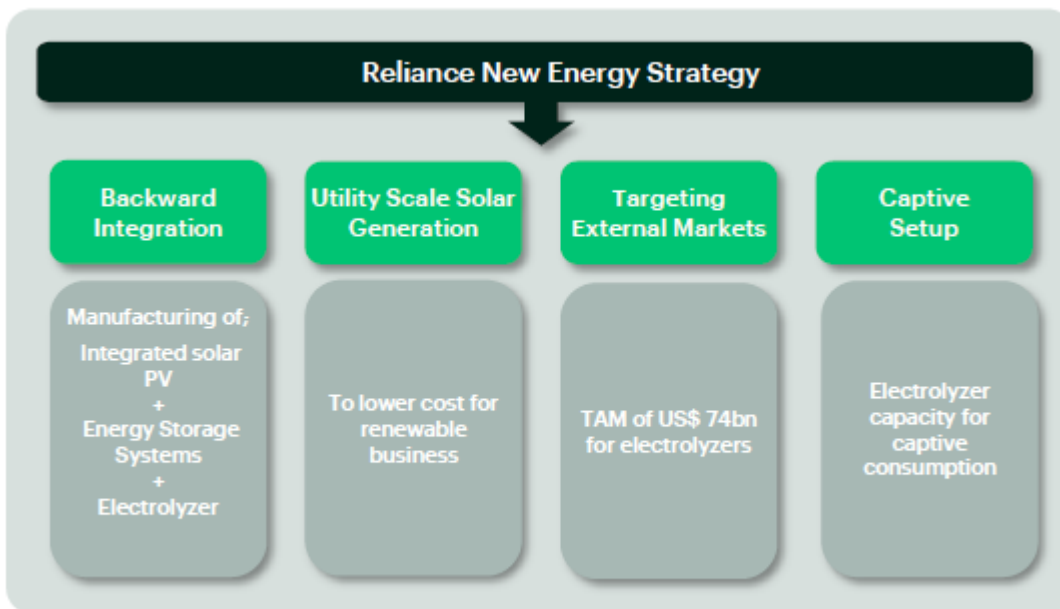 Reliance New Energy Strategy
Backward
Integration
Manufacturing of;
Integrated solar
PV
+
Energy Storage
Systems
+
Electrolyzer
Utility Scale Solar
Generation
To lower cost for
renewable
business
Targeting
External Markets
TAM of US$ 74bn
for electrolyzers
Captive
Setup
Electrolyzer
capacity for
captive
consumption